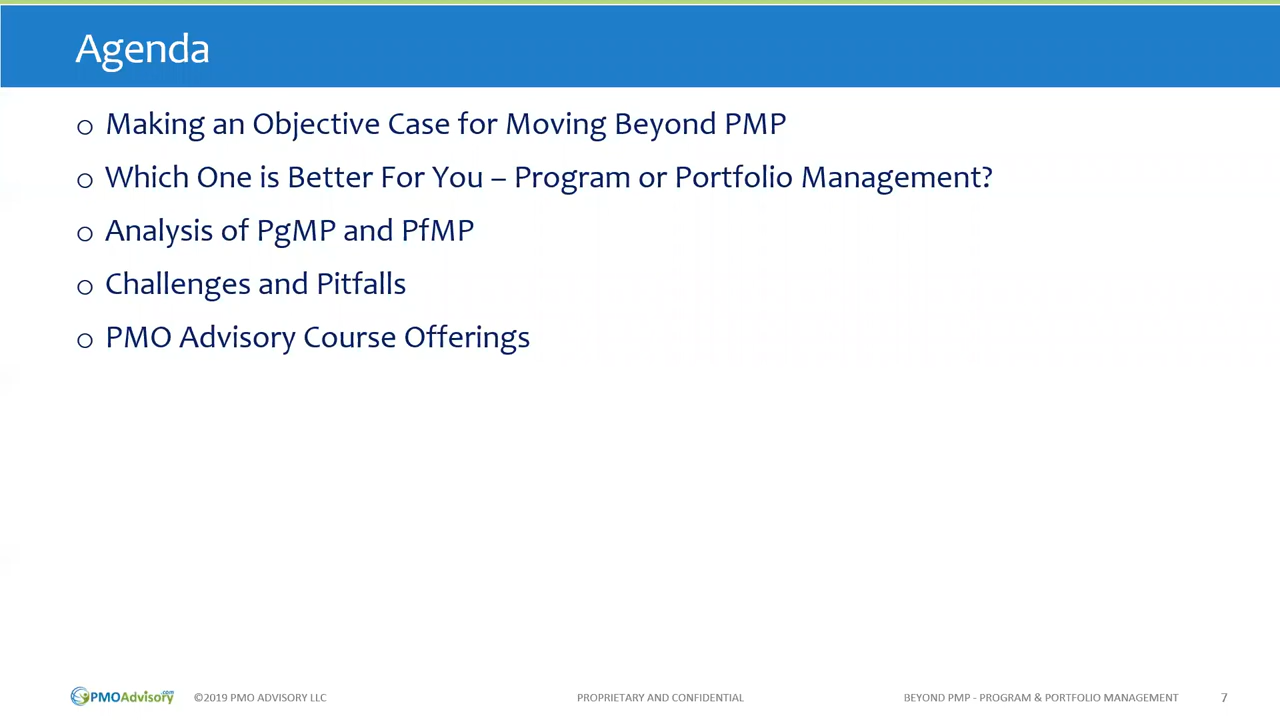 Agenda
o Making an Objective Case for Moving Beyond PMP
o Which One is Better For You – Program or Portfolio Management?
o Analysis of PgMP and PfMP
o Challenges and Pitfalls
o PMO Advisory Course Offerings
PMOAdvisory.com ©2019 PMO ADVISORY LLC PROPRIETARY AND CONFIDENTIAL BEYOND PMP - PROGRAM & PORTFOLIO MANAGEMENT 7